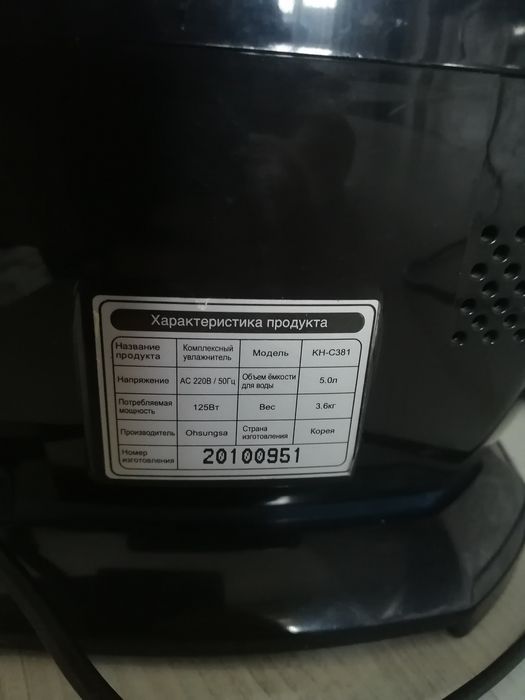 Характеристика продукта
Название продукта Комплексный увлажнитель Модель KH-C381
Напряжение AC 220В / 50Гц Объем ёмкости для воды 5.0л
Потребляемая мощность 125Вт Вес 3.6кг
Производитель Ohsungsa Страна изготовления Корея
Номер изготовления 20100951